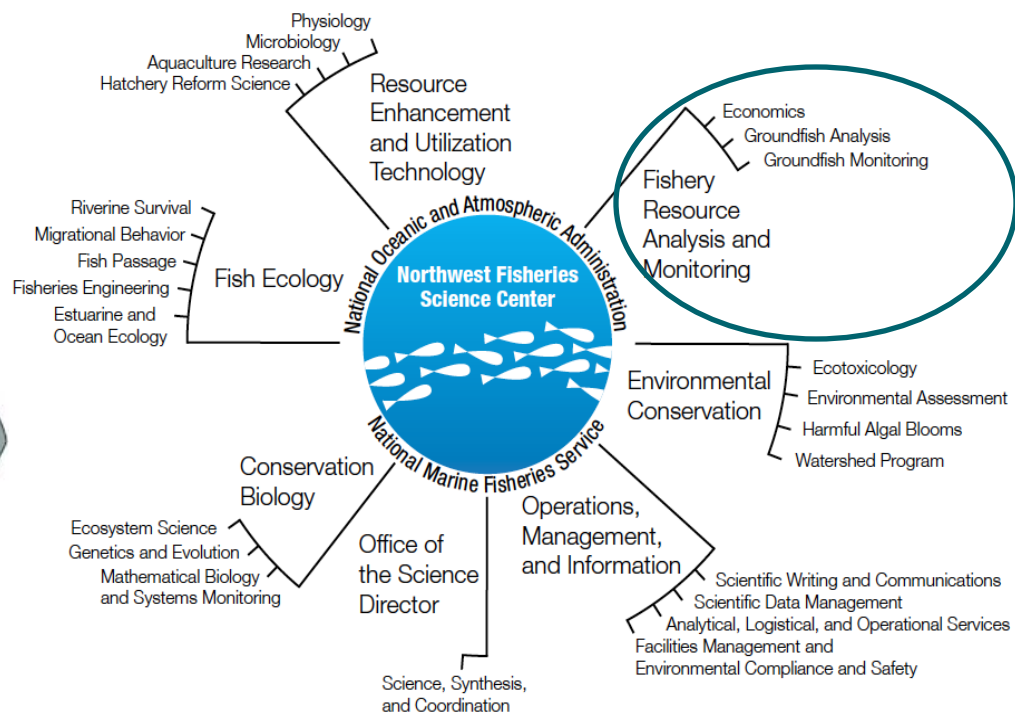 Physiology
Microbiology
Aquaculture Research
Hatchery Reform Science
Resource
Enhancement
and Utilization
Technology
Economics
Groundfish Analysis
Groundfish Monitoring
Fishery
Resource
Analysis and
Monitoring
Riverine Survival
Migrational Behavior
Fish Passage
Fisheries Engineering
Estuarine and
Ocean Ecology
Fish Ecology
National Oceanic and Atmospheric Administration
Northwest Fisheries
Science Center
National Marine Fisheries Service
Environmental
Conservation
Ecotoxicology
Environmental Assessment
Harmful Algal Blooms
Watershed Program
Conservation
Biology
Ecosystem Science
Genetics and Evolution
Mathematical Biology
and Systems Monitoring
Office of
the Science
Director
Science, Synthesis,
and Coordination
Operations,
Management,
and Information
Scientific Writing and Communications
Scientific Data Management
Analytical, Logistical, and Operational Services
Facilities Management and
Environmental Compliance and Safety